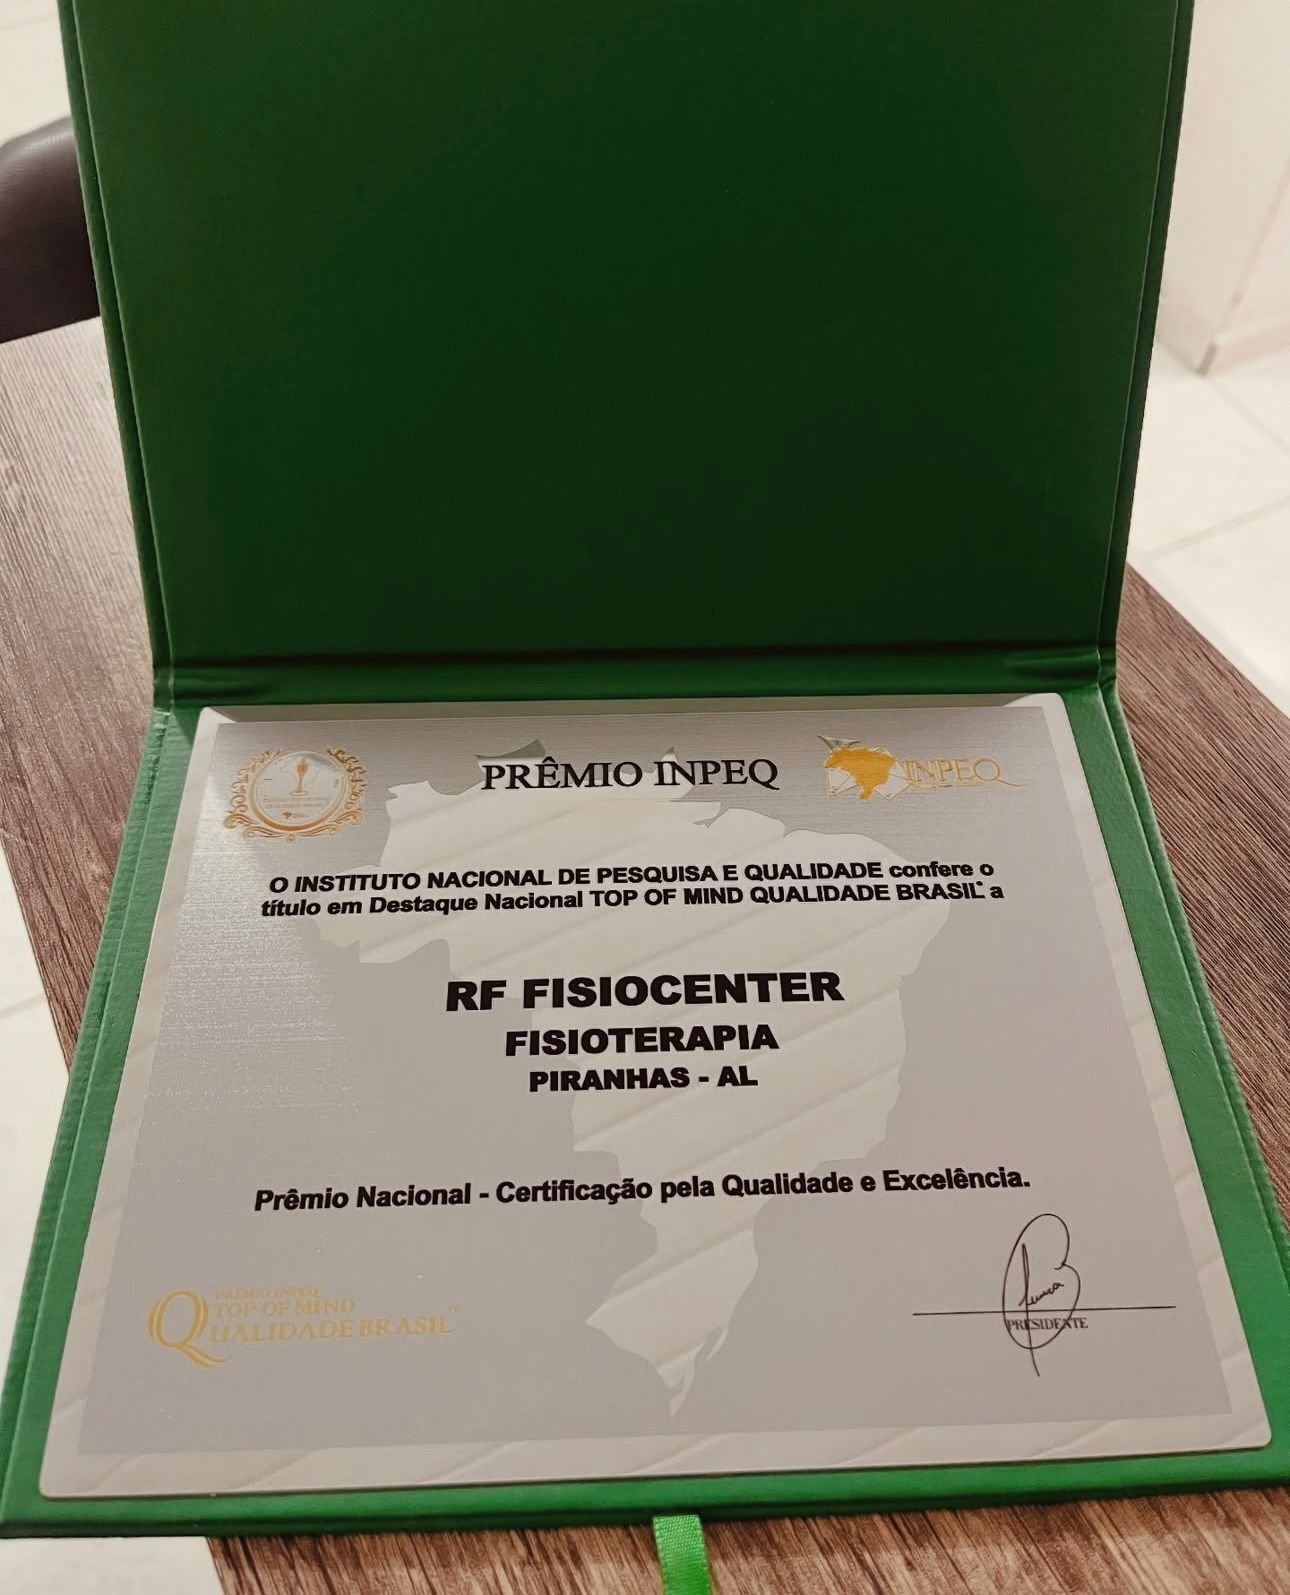 PRÊMIO INPEQ
INPEQ
O INSTITUTO NACIONAL DE PESQUISA E QUALIDADE confere o
título em Destaque Nacional TOP OF MIND QUALIDADE BRASIL a
RF FISIOCENTER
FISIOTERAPIA
PIRANHAS - AL
Prêmio Nacional - Certificação pela Qualidade e Excelência.
PRÊMIO INPEQ
TOP OF MIND
QUALIDADE BRASIL
PRESIDENTE